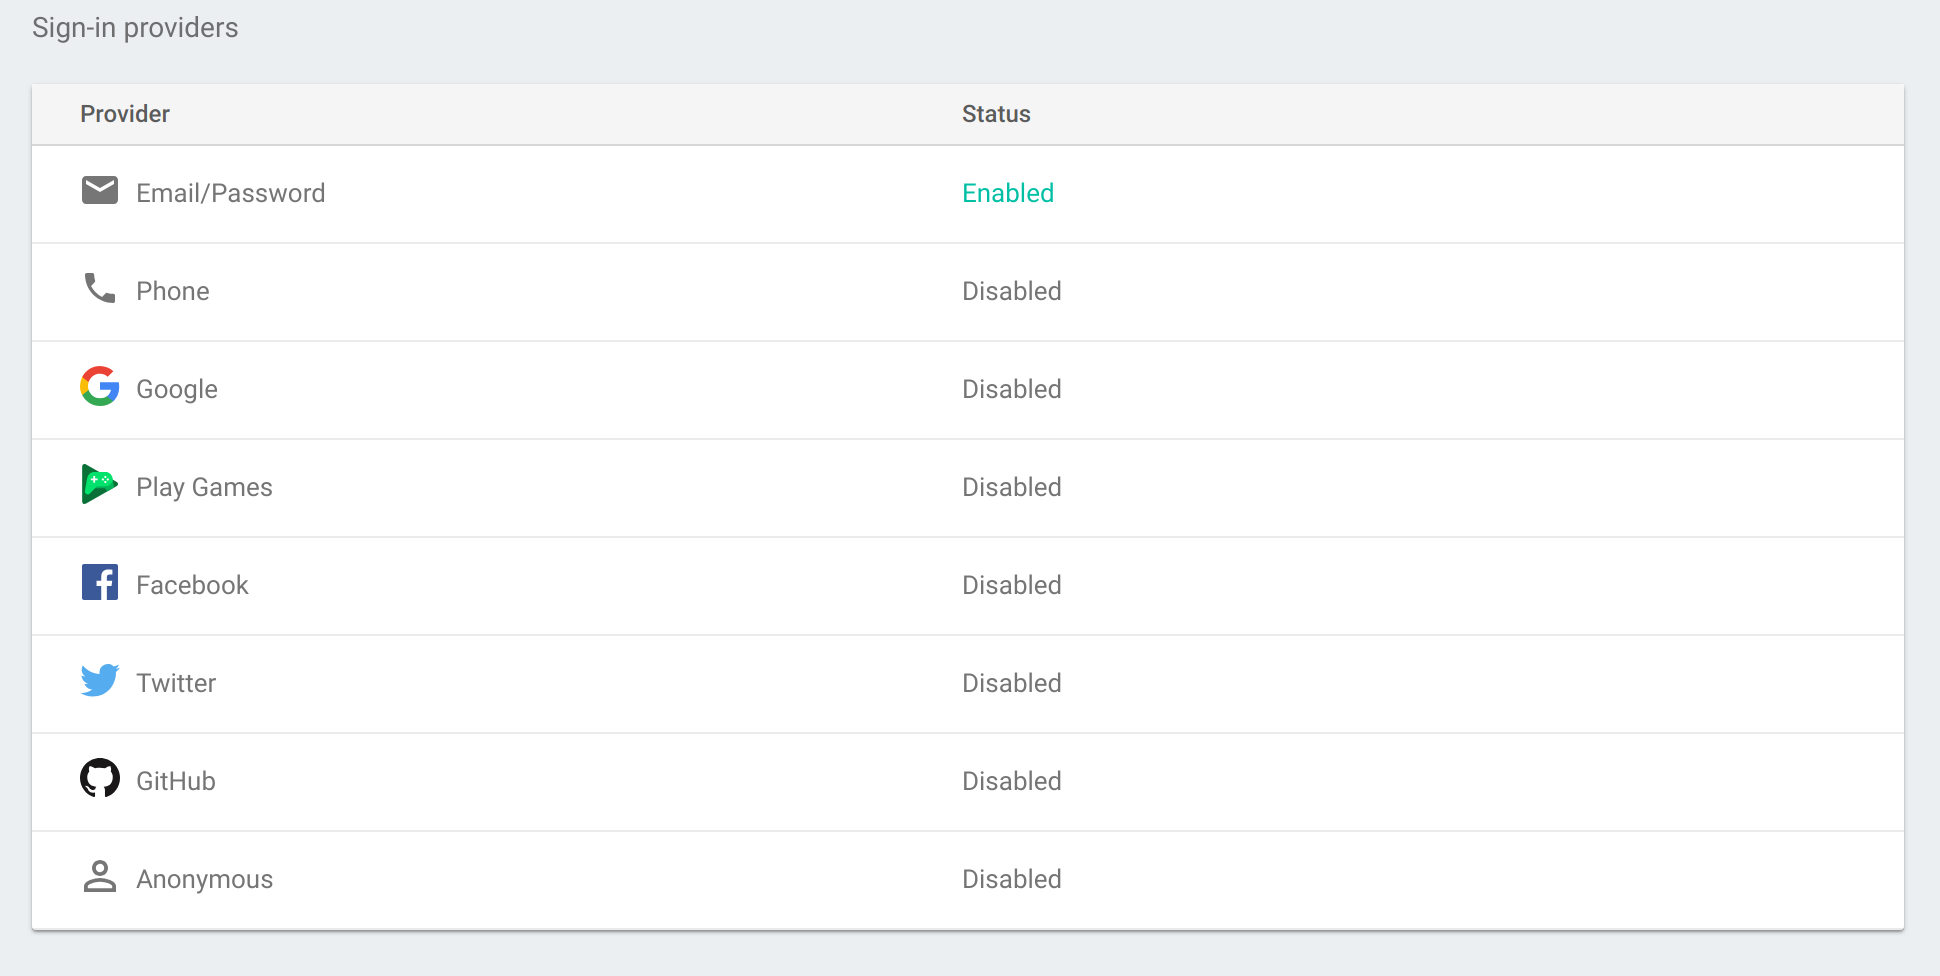 Sign-in providers
Provider Status
Email/Password Enabled
Phone Disabled
Google Disabled
Play Games Disabled
Facebook Disabled
Twitter Disabled
GitHub Disabled
Anonymous Disabled